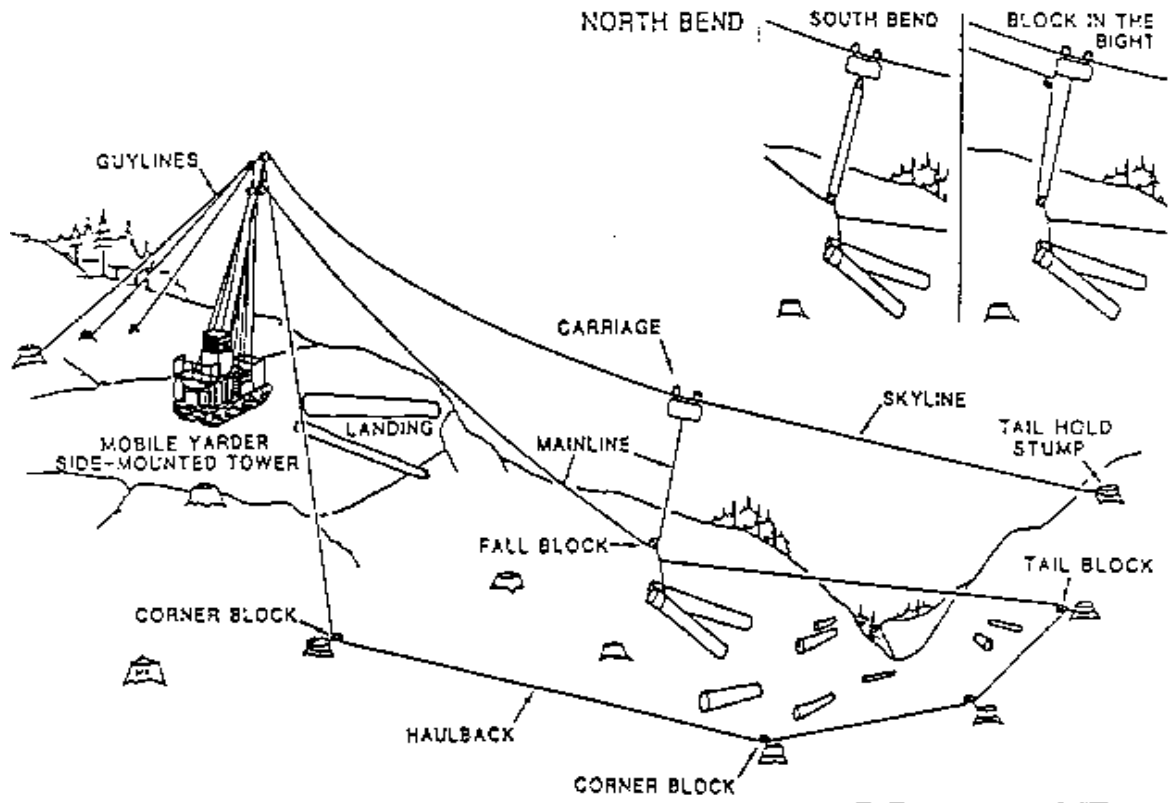 NORTH BEND
SOUTH BEND
BLOCK IN THE
BIGHT
GUYLINES
CARRIAGE
SKYLINE
TAIL HOLD
STUMP
MOBILE YARDER
SIDE-MOUNTED TOWER
LANDING
MAINLINE
FALL BLOCK
TAIL BLOCK
CORNER BLOCK
HAULBACK
CORNER BLOCK